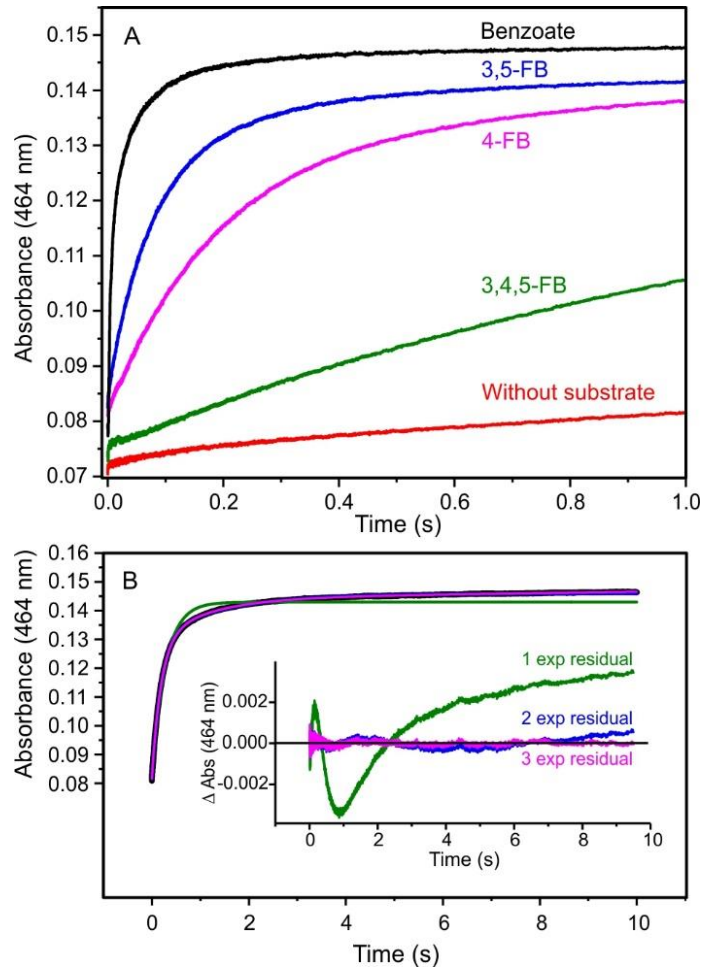 A
Benzoate
3,5-FB
4-FB
3,4,5-FB
Without substrate
Absorbance (464 nm)
0.15
0.14
0.13
0.12
0.11
0.10
0.09
0.08
0.07
0.0 0.2 0.4 0.6 0.8 1.0
Time (s)
B
Absorbance (464 nm)
0.16
0.15
0.14
0.13
0.12
0.11
0.10
0.09
0.08
1 exp residual
2 exp residual
3 exp residual
Δ Abs (464 nm)
0.002
0.000
-0.002
0 2 4 6 8 10
Time (s)
0 2 4 6 8 10
Time (s)